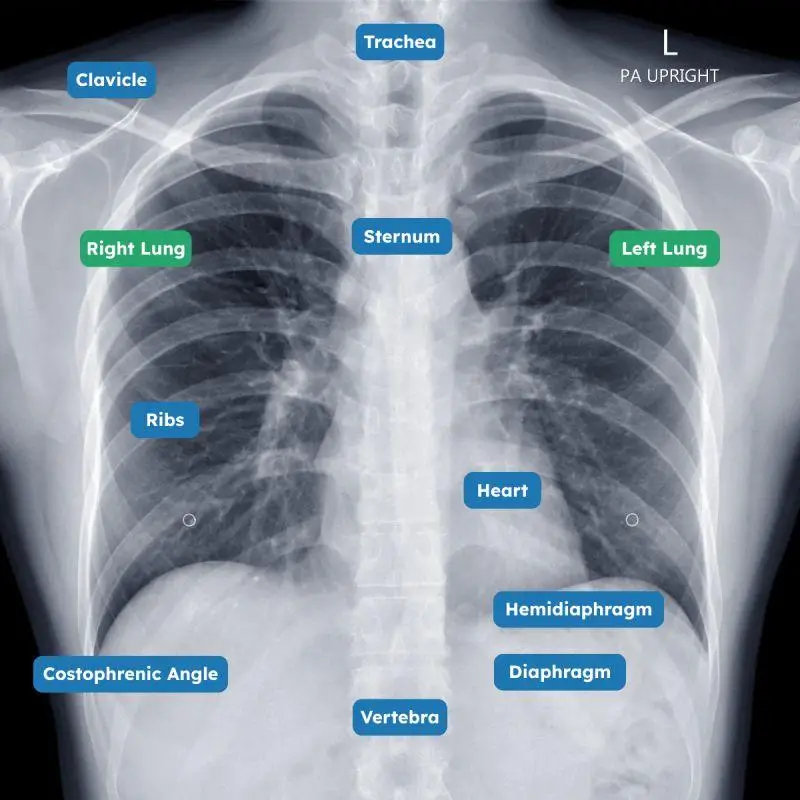 Trachea
L
PA UPRIGHT
Clavicle
Sternum
Right Lung
Left Lung
Ribs
Heart
Hemidiaphragm
Costophrenic Angle
Diaphragm
Vertebra